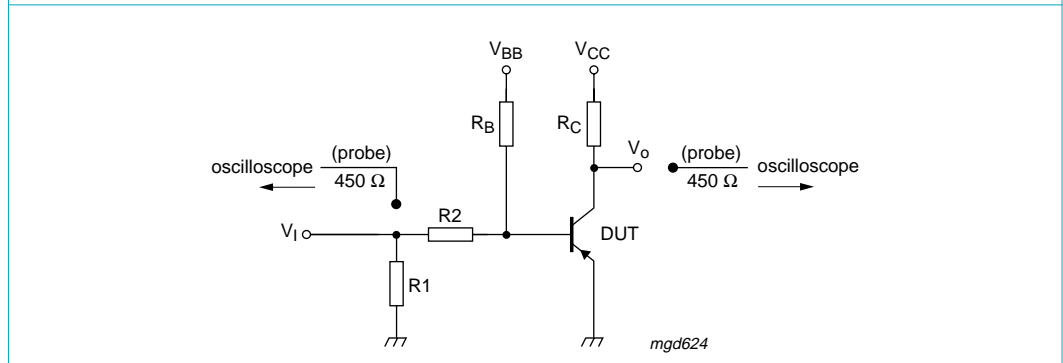 V_BB V_CC
R_B R_C
(probe) V_o (probe)
oscilloscope oscilloscope
450 Ω 450 Ω
R2
V_I DUT
R1
mgd624